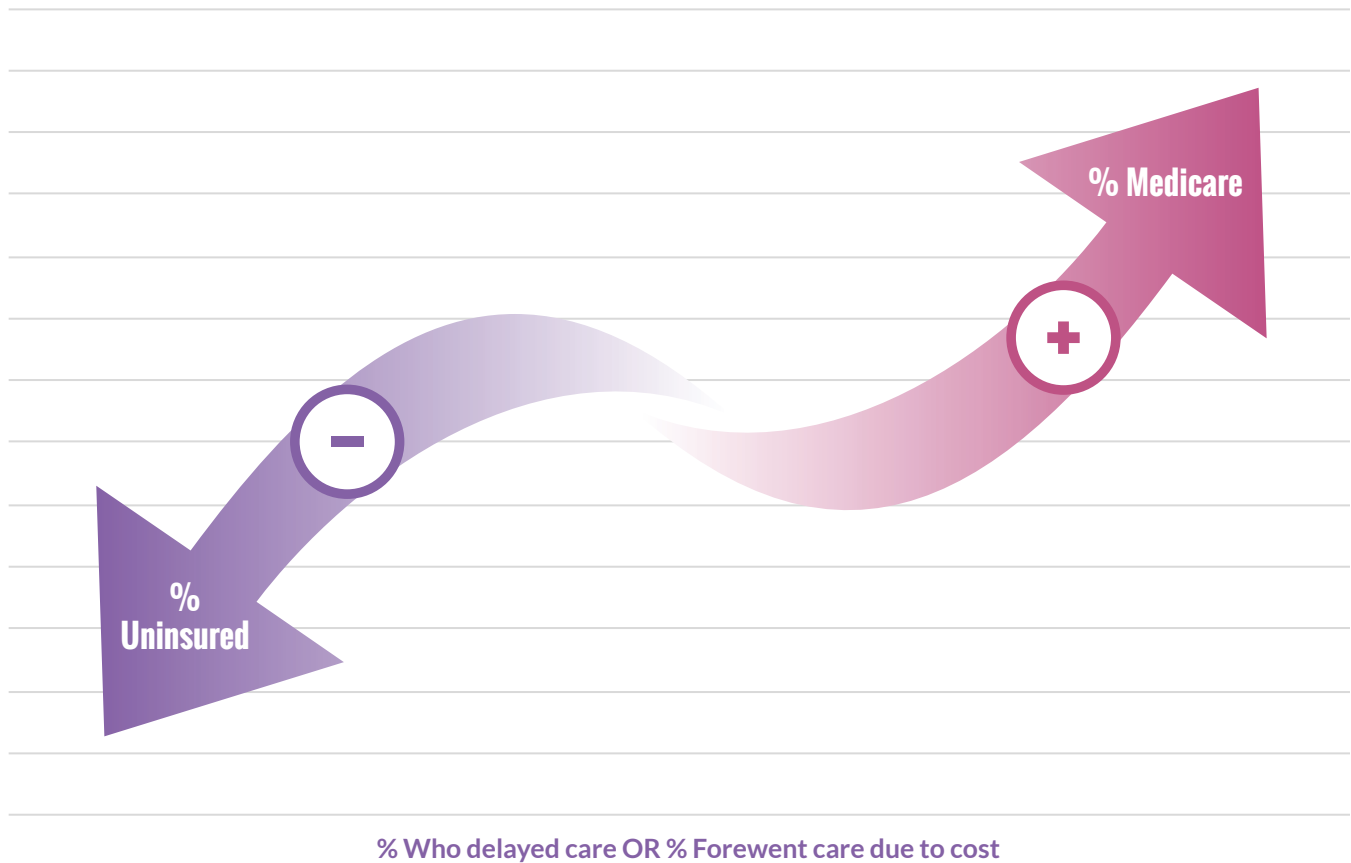 % Medicare
+
−
%
Uninsured
% Who delayed care OR % Forewent care due to cost